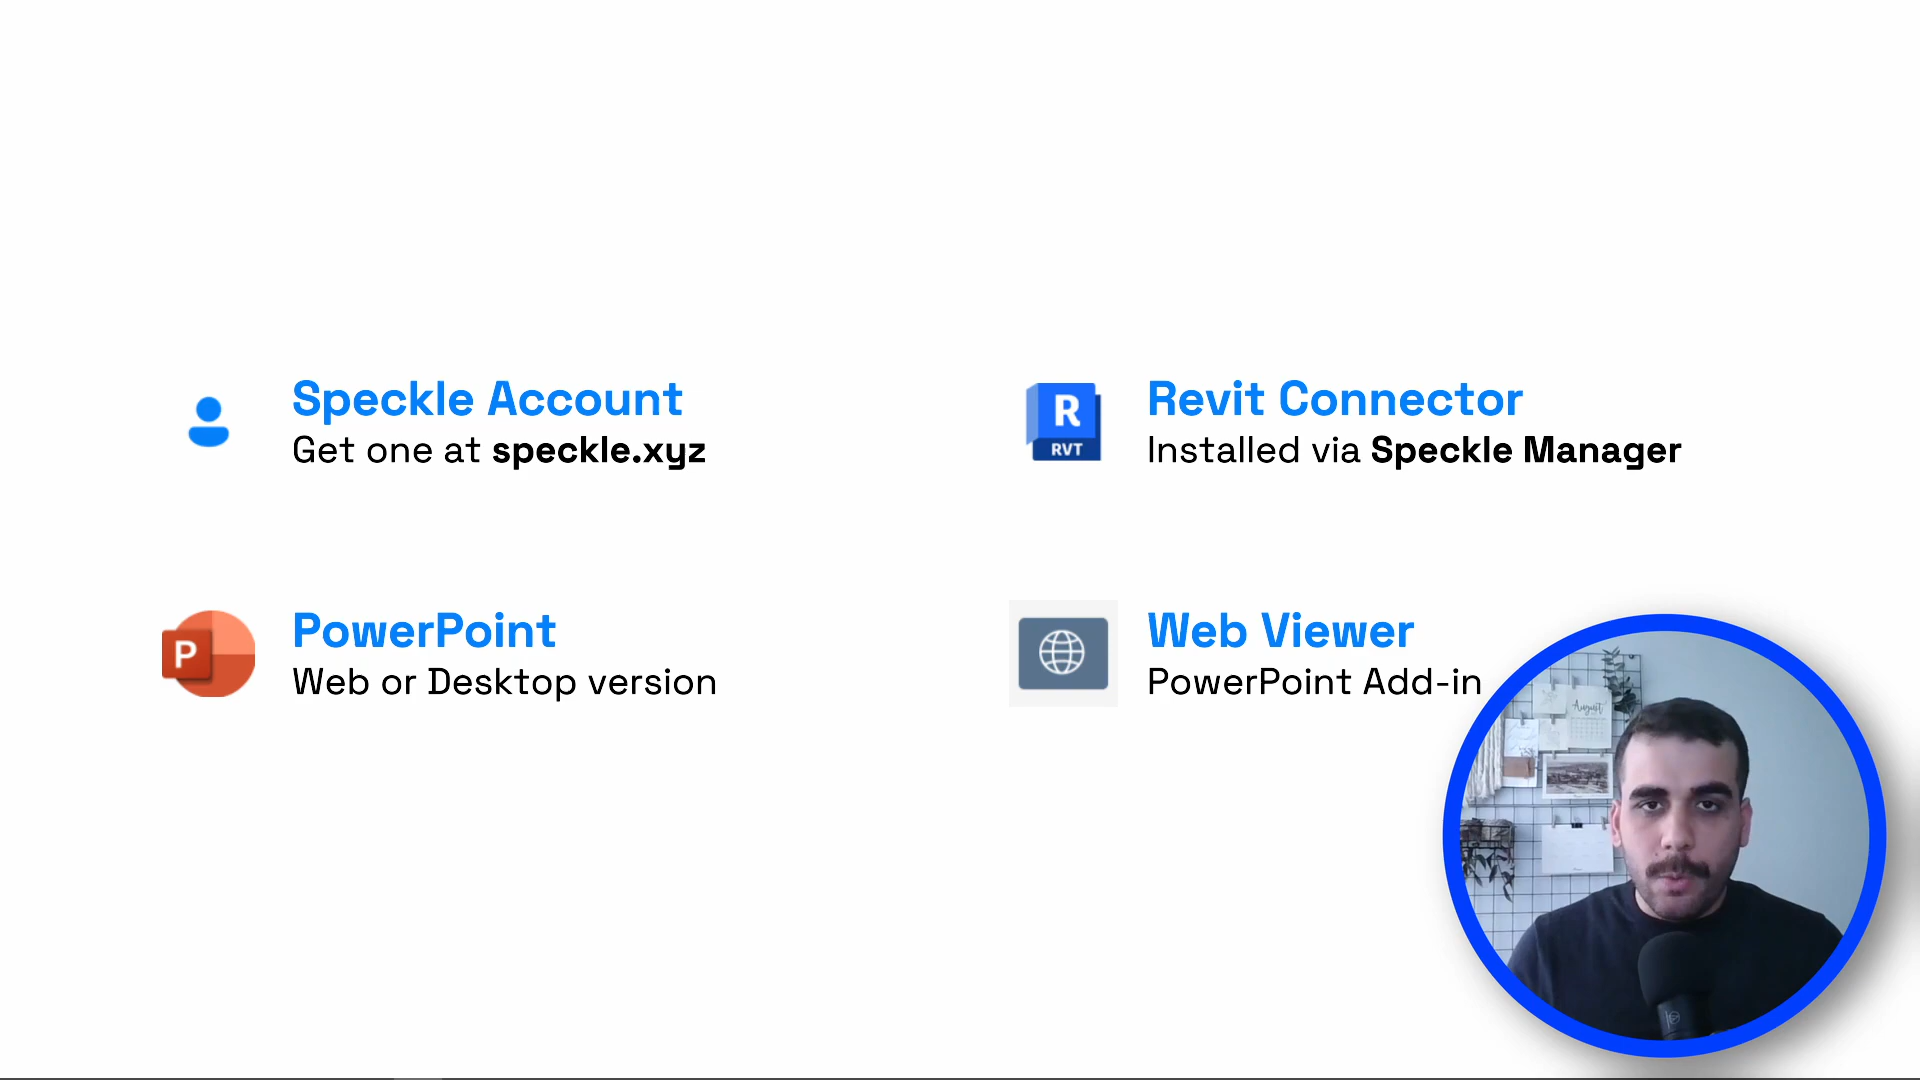 Speckle Account
Get one at speckle.xyz
R
RVT
Revit Connector
Installed via Speckle Manager
P
PowerPoint
Web or Desktop version
Web Viewer
PowerPoint Add-in
August